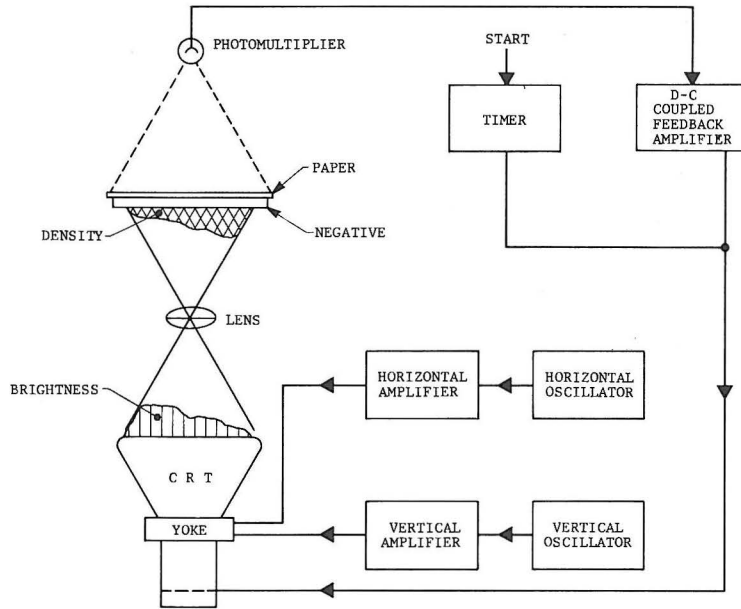 PHOTOMULTIPLIER
START
TIMER
D-C
COUPLED
FEEDBACK
AMPLIFIER
PAPER
DENSITY
NEGATIVE
LENS
BRIGHTNESS
HORIZONTAL
AMPLIFIER
HORIZONTAL
OSCILLATOR
C R T
YOKE
VERTICAL
AMPLIFIER
VERTICAL
OSCILLATOR